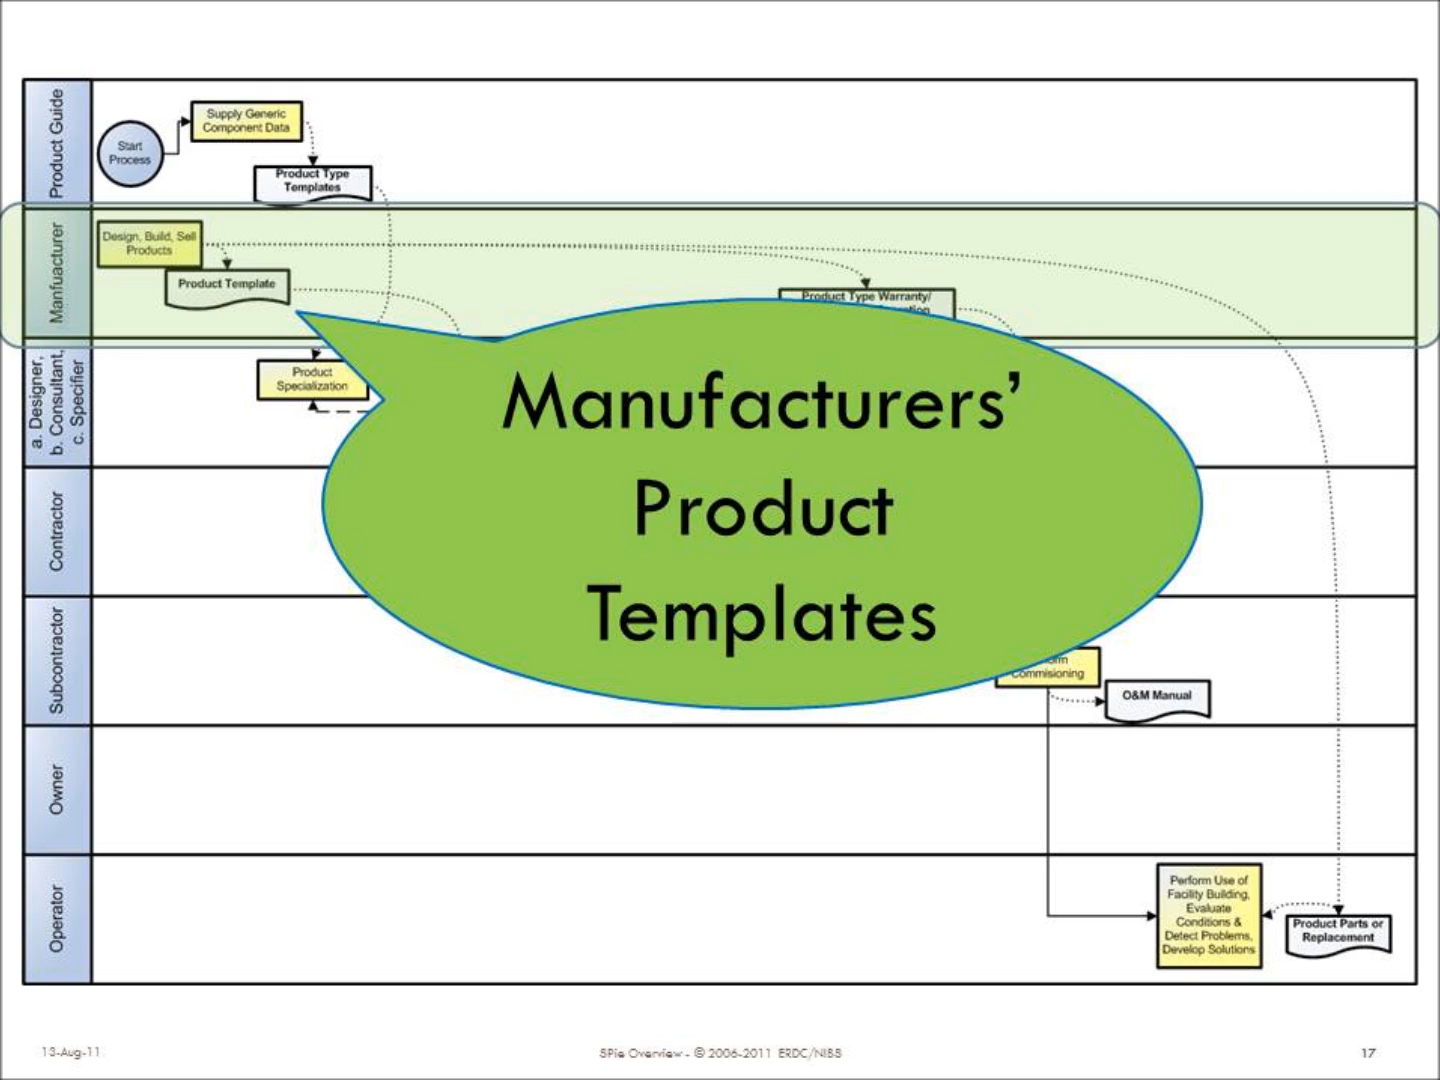 Product Guide
Start
Process
Supply Generic
Component Data
Product Type
Templates
Manfuacturer
Design, Build, Sell
Products
Product Template
Product Type Warranty/
a. Designer,
b. Consultant,
c. Specifier
Product
Specialization
Manufacturers’
Product
Templates
Contractor
Subcontractor
Commisioning
O&M Manual
Owner
Operator
Perform Use of
Facility Building,
Evaluate
Conditions &
Detect Problems,
Develop Solutions
Product Parts or
Replacement
13-Aug-11
SPie Overview - © 2006-2011 ERDC/NIBS
17